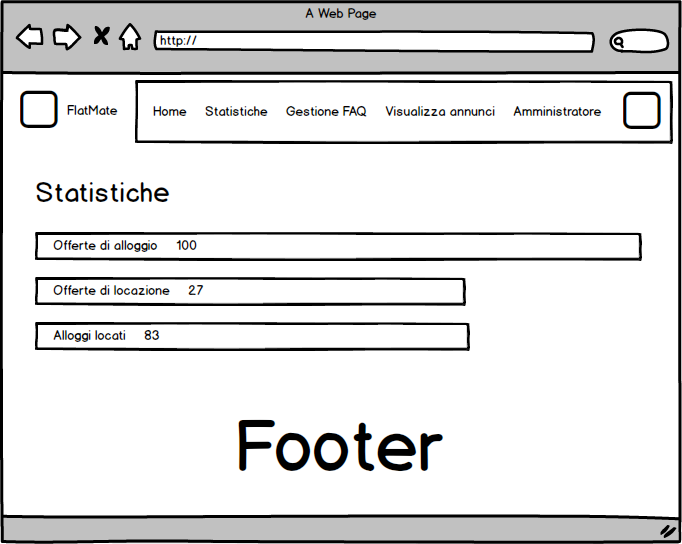 A Web Page
http://
FlatMate
Home Statistiche Gestione FAQ Visualizza annunci Amministratore
Statistiche
Offerte di alloggio 100
Offerte di locazione 27
Alloggi locati 83
Footer